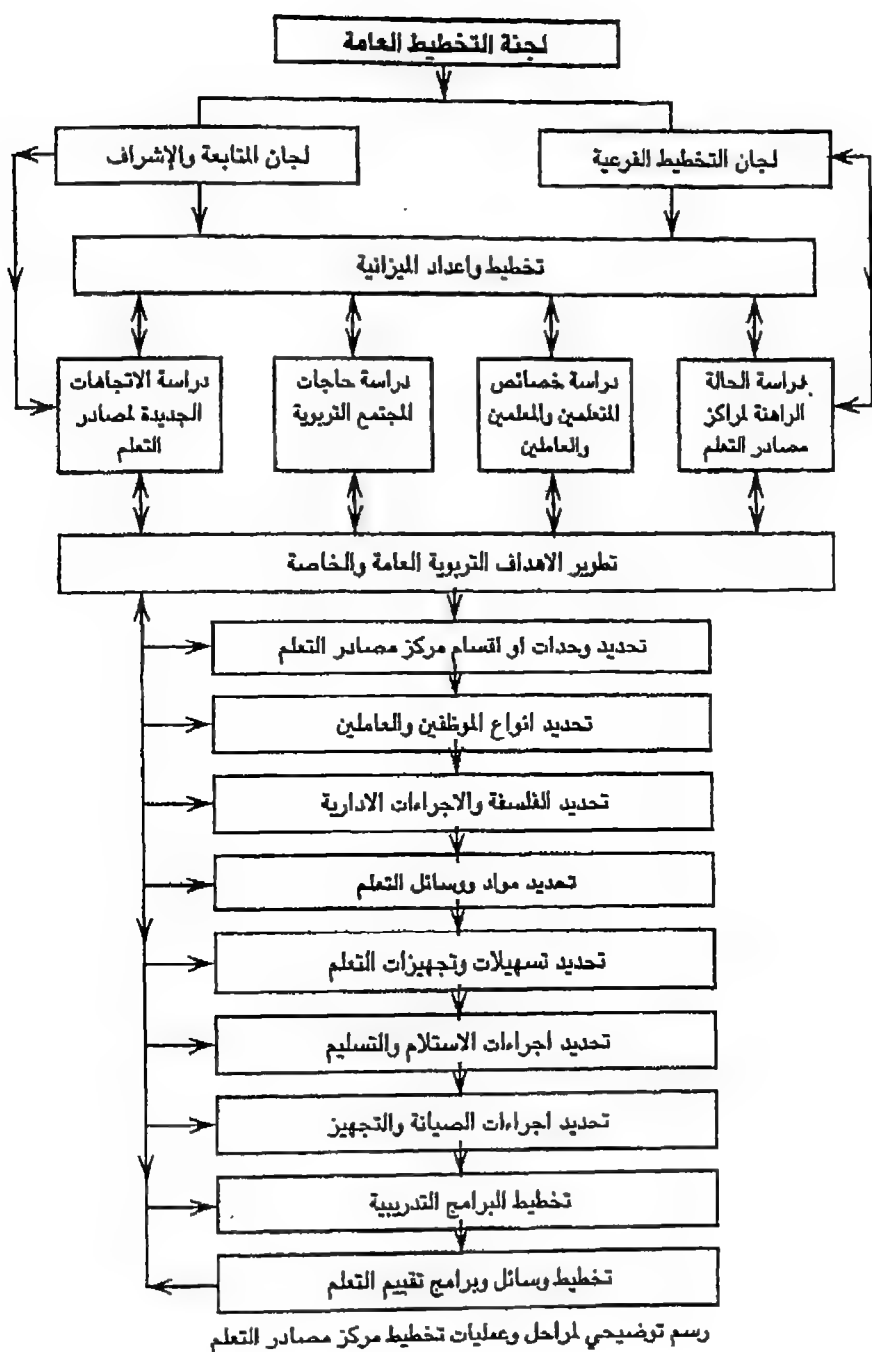 لجنة التخطيط العامة
لجان التخطيط الفرعية
لجان المتابعة والإشراف
تخطيط واعداد الميزانية
دراسة الحالة
الراهنة لمراكز
مصادر التعلم
دراسة خصائص
المتعلمين والمعلمين
والعاملين
دراسة حاجات
المجتمع التربوية
دراسة الاتجاهات
الجديدة لمصادر
التعلم
تطوير الاهداف التربوية العامة والخاصة
تحديد وحدات او اقسام مركز مصادر التعلم
تحديد انواع الموظفين والعاملين
تحديد الفلسفة والاجراءات الادارية
تحديد مواد ووسائل التعلم
تحديد تسهيلات وتجهيزات التعلم
تحديد اجراءات الاستلام والتسليم
تحديد اجراءات الصيانة والتجهيز
تخطيط البرامج التدريبية
تخطيط وسائل وبرامج تقييم التعلم
رسم توضيحي لمراحل وعمليات تخطيط مركز مصادر التعلم